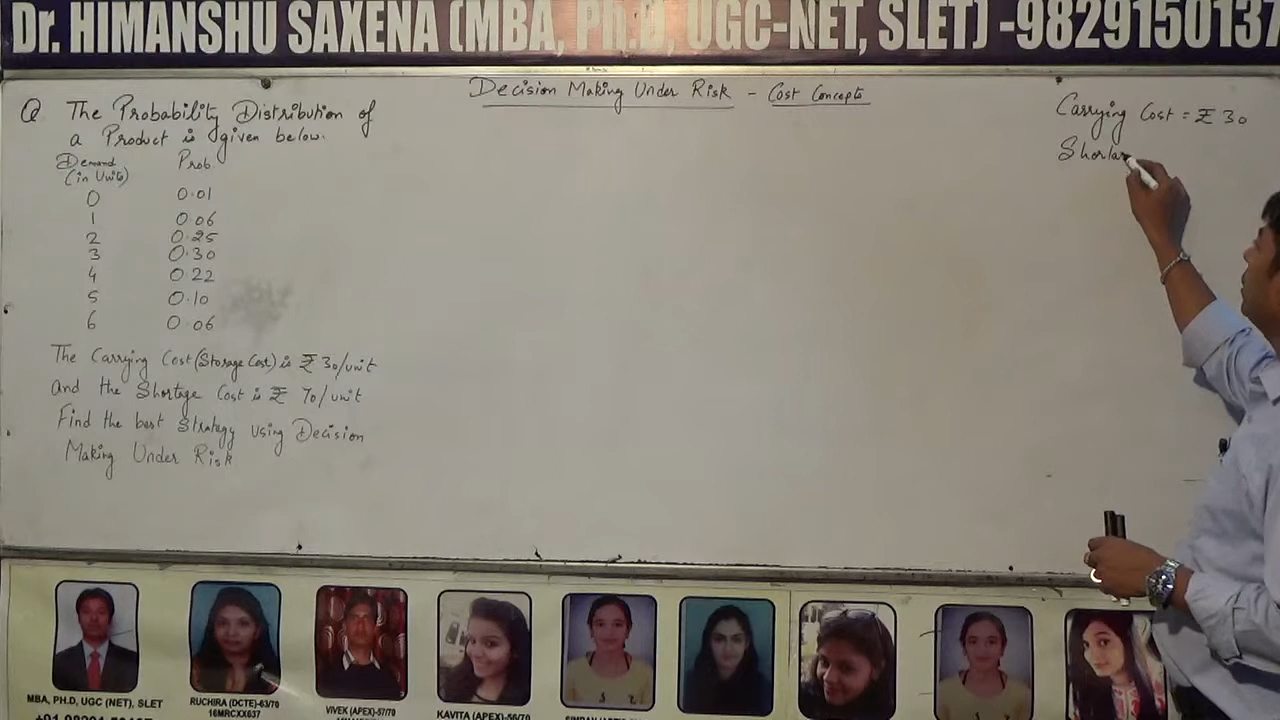 Dr. HIMANSHU SAXENA (MBA, Ph.D, UGC-NET, SLET) -9829150137
Decision Making Under Risk - Cost Concepts
Q The Probability Distribution of
a Product is given below.
Demand Prob
(in Units)
0 0.01
1 0.06
2 0.25
3 0.30
4 0.22
5 0.10
6 0.06
The Carrying Cost (Storage Cost) is ₹ 30/unit
and the Shortage Cost is ₹ 70/unit
Find the best Strategy using Decision
Making Under Risk
Carrying Cost = ₹ 30
Shorta
MBA, PH.D, UGC (NET), SLET
RUCHIRA (DCTE)-63/70
16MRCXX637
VIVEK (APEX)-57/70
KAVITA (APEX)-56/70